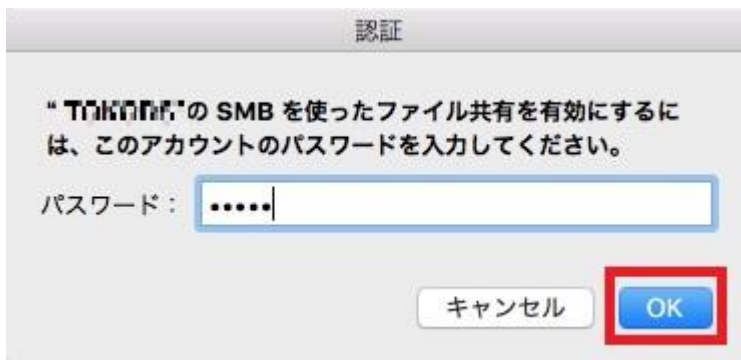 認証
“ "の SMB を使ったファイル共有を有効にするに
は、このアカウントのパスワードを入力してください。
パスワード： •••••
キャンセル OK